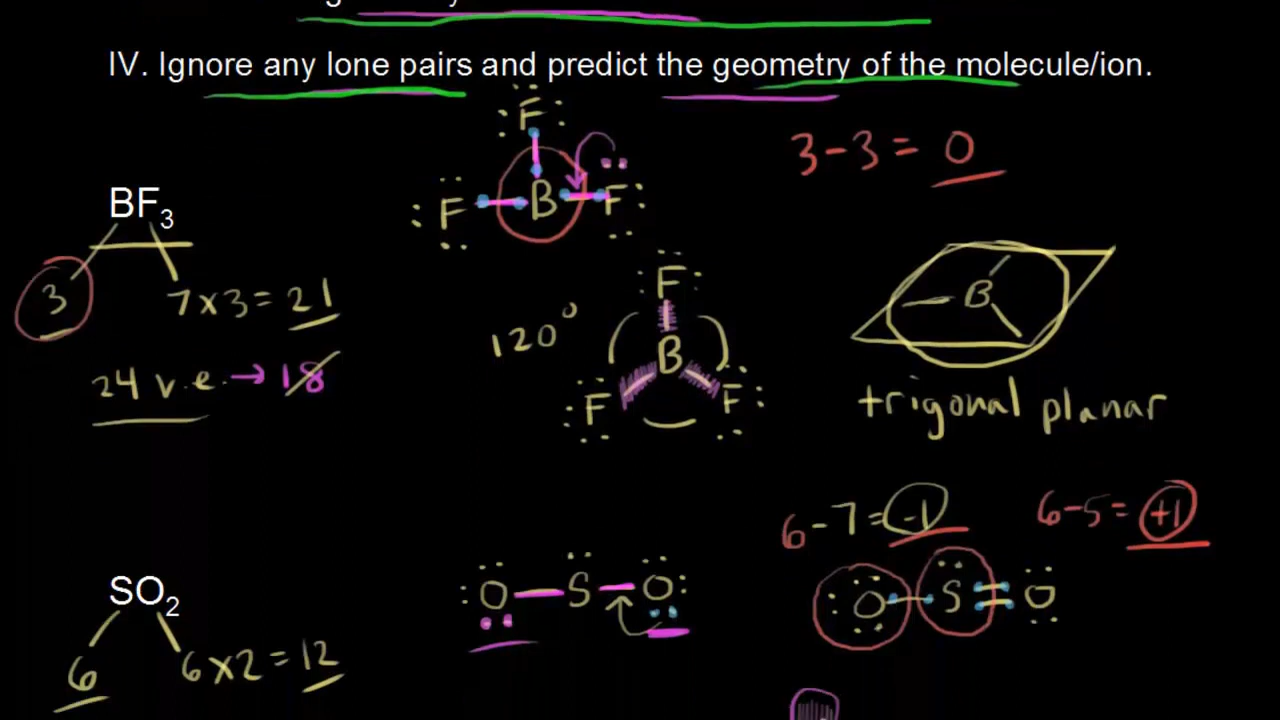 IV. Ignore any lone pairs and predict the geometry of the molecule/ion.
F
3-3= 0
BF3
F B F
3
7x3=21
F
120°
B
24 v.e. → 18
F F
B
trigonal planar
6-7=-1
6-5=+1
SO2
O S O
O S O
6
6x2=12